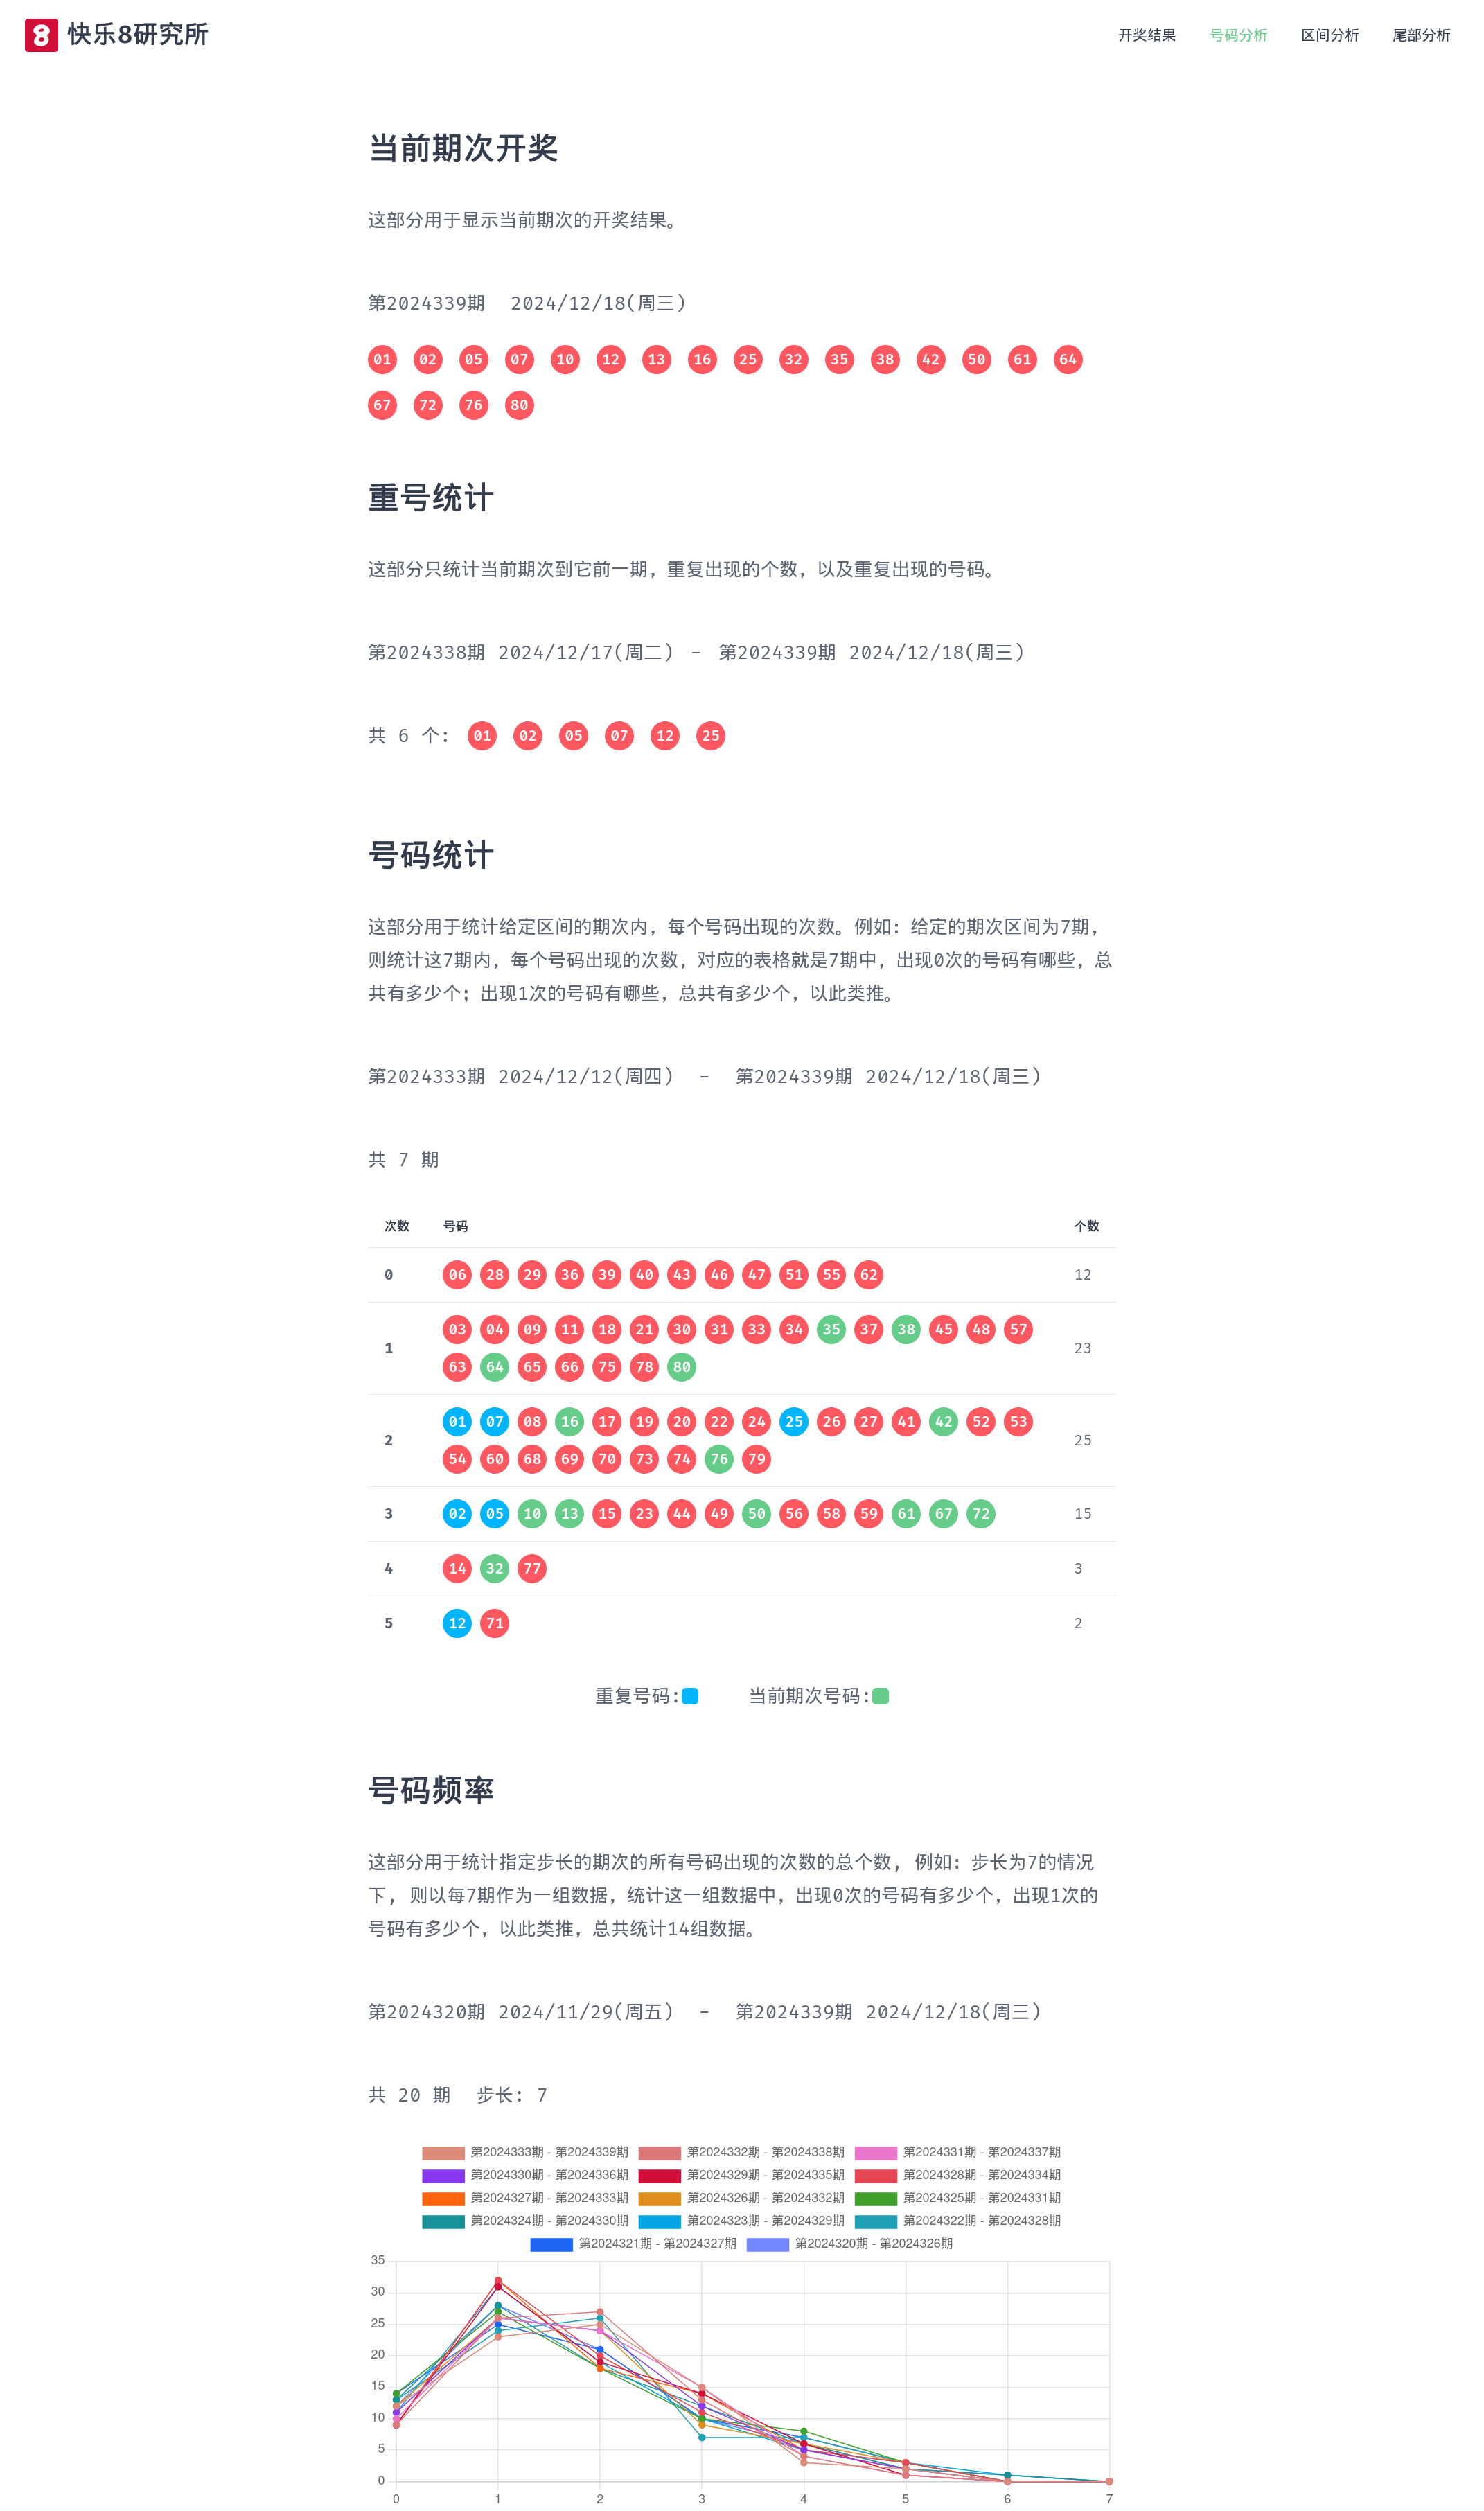 8 快乐8研究所
开奖结果 号码分析 区间分析 尾部分析
当前期次开奖
这部分用于显示当前期次的开奖结果。
第2024339期 2024/12/18(周三)
01 02 05 07 10 12 13 16 25 32 35 38 42 50 61 64
67 72 76 80
重号统计
这部分只统计当前期次到它前一期，重复出现的个数，以及重复出现的号码。
第2024338期 2024/12/17(周二) - 第2024339期 2024/12/18(周三)
共 6 个: 01 02 05 07 12 25
号码统计
这部分用于统计给定区间的期次内，每个号码出现的次数。例如：给定的期次区间为7期，
则统计这7期内，每个号码出现的次数，对应的表格就是7期中，出现0次的号码有哪些，总
共有多少个；出现1次的号码有哪些，总共有多少个，以此类推。
第2024333期 2024/12/12(周四) - 第2024339期 2024/12/18(周三)
共 7 期
次数 号码 个数
0 06 28 29 36 39 40 43 46 47 51 55 62 12
03 04 09 11 18 21 30 31 33 34 35 37 38 45 48 57
1 23
63 64 65 66 75 78 80
01 07 08 16 17 19 20 22 24 25 26 27 41 42 52 53
2 25
54 60 68 69 70 73 74 76 79
3 02 05 10 13 15 23 44 49 50 56 58 59 61 67 72 15
4 14 32 77 3
5 12 71 2
重复号码: 当前期次号码:
号码频率
这部分用于统计指定步长的期次的所有号码出现的次数的总个数, 例如：步长为7的情况
下, 则以每7期作为一组数据，统计这一组数据中，出现0次的号码有多少个，出现1次的
号码有多少个，以此类推，总共统计14组数据。
第2024320期 2024/11/29(周五) - 第2024339期 2024/12/18(周三)
共 20 期 步长: 7
第2024333期 - 第2024339期 第2024332期 - 第2024338期 第2024331期 - 第2024337期
第2024330期 - 第2024336期 第2024329期 - 第2024335期 第2024328期 - 第2024334期
第2024327期 - 第2024333期 第2024326期 - 第2024332期 第2024325期 - 第2024331期
第2024324期 - 第2024330期 第2024323期 - 第2024329期 第2024322期 - 第2024328期
第2024321期 - 第2024327期 第2024320期 - 第2024326期
35
30
25
20
15
10
5
0
0 1 2 3 4 5 6 7